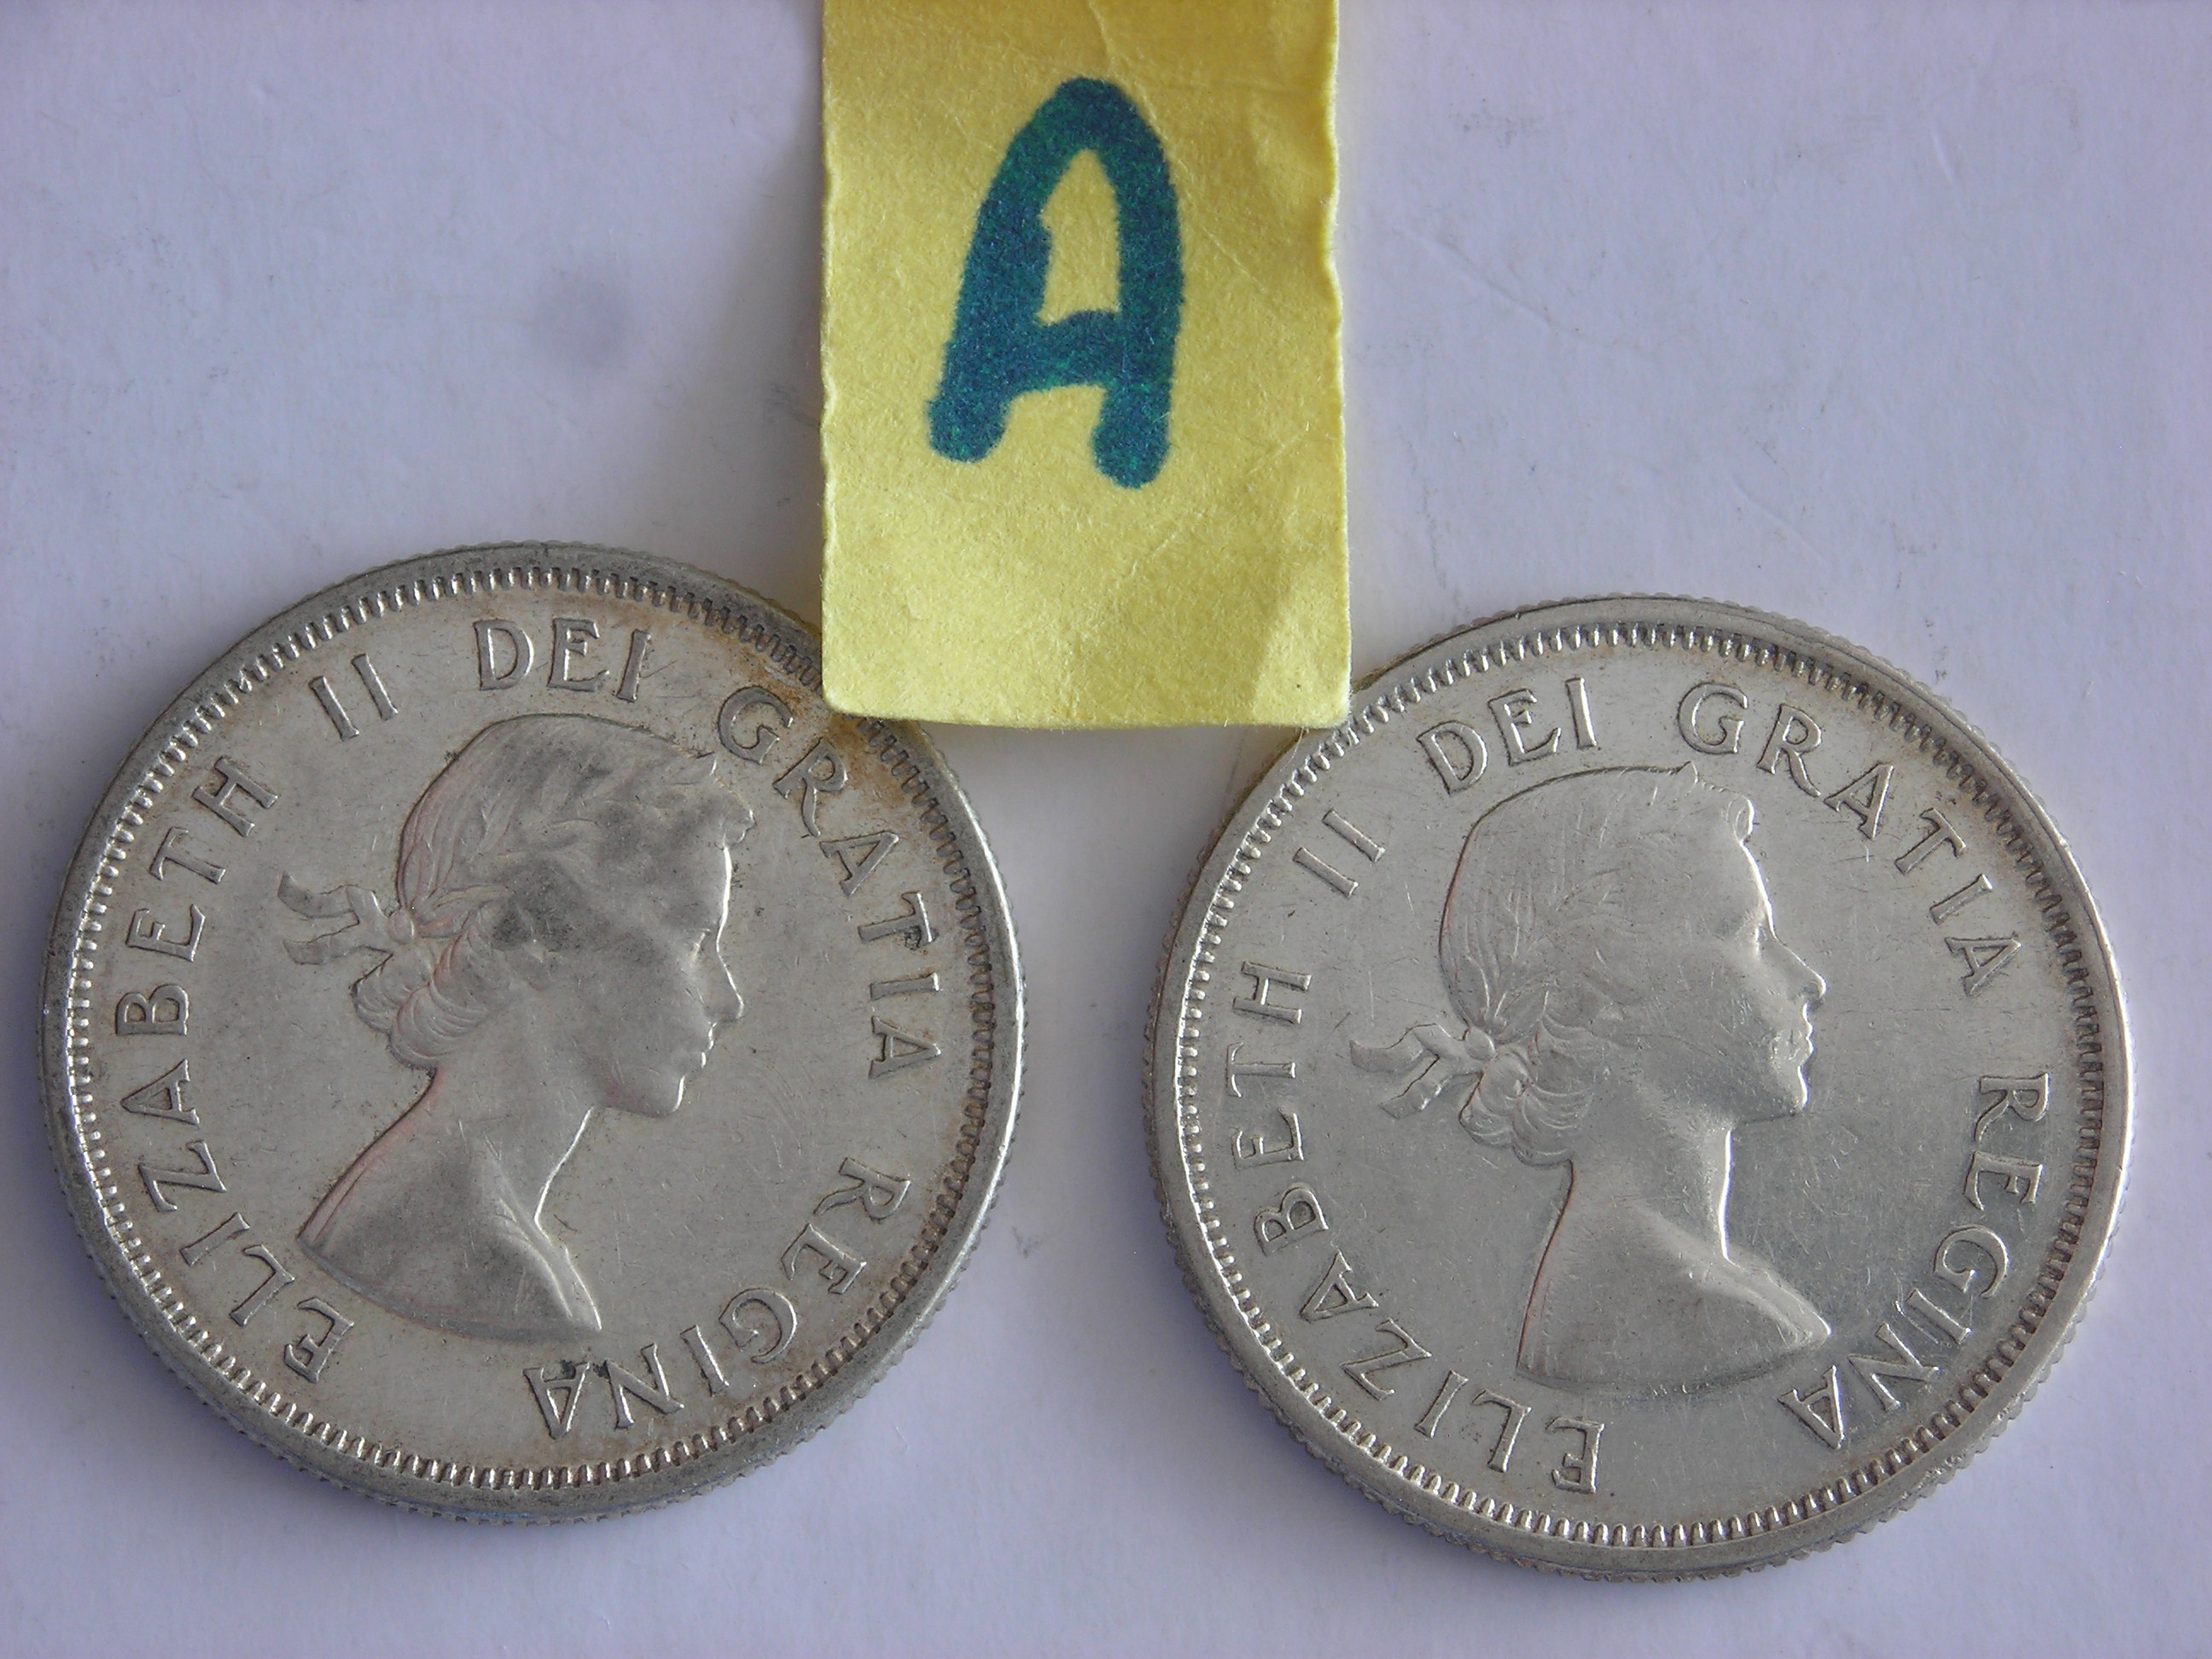 A
ELIZABETH II DEI GRATIA REGINA
ELIZABETH II DEI GRATIA REGINA